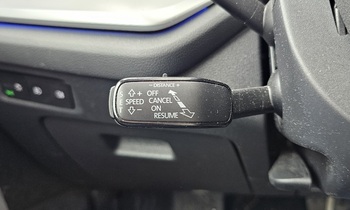 - DISTANCE +
+ OFF
SPEED CANCEL
- ON
RESUME